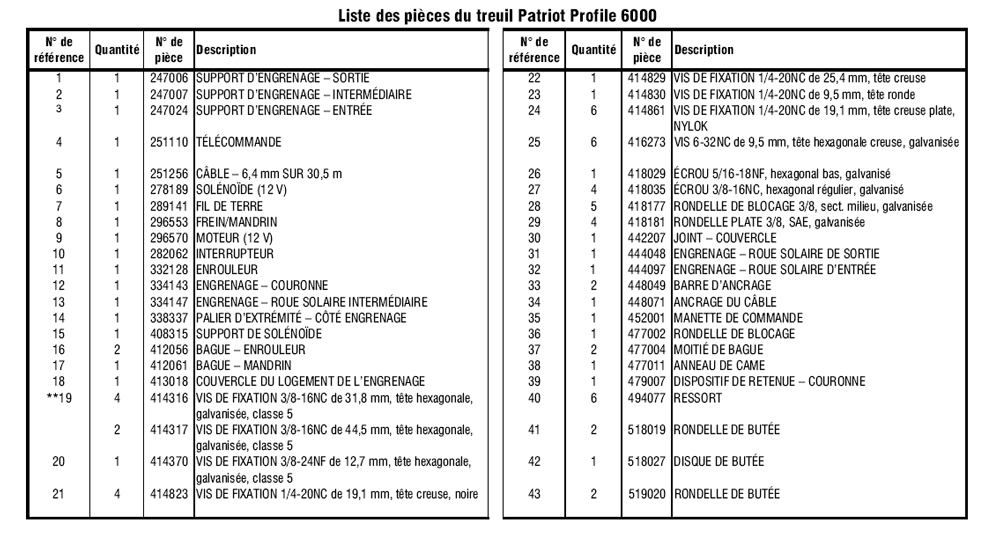 Liste des pièces du treuil Patriot Profile 6000
N° de référence Quantité N° de pièce Description
1 1 247006 SUPPORT D'ENGRENAGE – SORTIE
2 1 247007 SUPPORT D'ENGRENAGE – INTERMÉDIAIRE
3 1 247024 SUPPORT D'ENGRENAGE – ENTRÉE
4 1 251110 TÉLÉCOMMANDE
5 1 251256 CÂBLE – 6,4 mm SUR 30,5 m
6 1 278189 SOLÉNOÏDE (12 V)
7 1 289141 FIL DE TERRE
8 1 296553 FREIN/MANDRIN
9 1 296570 MOTEUR (12 V)
10 1 282062 INTERRUPTEUR
11 1 332128 ENROULEUR
12 1 334143 ENGRENAGE – COURONNE
13 1 334147 ENGRENAGE – ROUE SOLAIRE INTERMÉDIAIRE
14 1 338337 PALIER D'EXTRÉMITÉ – CÔTÉ ENGRENAGE
15 1 408315 SUPPORT DE SOLÉNOÏDE
16 2 412056 BAGUE – ENROULEUR
17 1 412061 BAGUE – MANDRIN
18 1 413018 COUVERCLE DU LOGEMENT DE L'ENGRENAGE
**19 4 414316 VIS DE FIXATION 3/8-16NC de 31,8 mm, tête hexagonale,
galvanisée, classe 5
2 414317 VIS DE FIXATION 3/8-16NC de 44,5 mm, tête hexagonale,
galvanisée, classe 5
20 1 414370 VIS DE FIXATION 3/8-24NF de 12,7 mm, tête hexagonale,
galvanisée, classe 5
21 4 414823 VIS DE FIXATION 1/4-20NC de 19,1 mm, tête creuse, noire
N° de référence Quantité N° de pièce Description
22 1 414829 VIS DE FIXATION 1/4-20NC de 25,4 mm, tête creuse
23 1 414830 VIS DE FIXATION 1/4-20NC de 9,5 mm, tête ronde
24 6 414861 VIS DE FIXATION 1/4-20NC de 19,1 mm, tête creuse plate,
NYLOK
25 6 416273 VIS 6-32NC de 9,5 mm, tête hexagonale creuse, galvanisée
26 1 418029 ÉCROU 5/16-18NF, hexagonal bas, galvanisé
27 4 418035 ÉCROU 3/8-16NC, hexagonal régulier, galvanisé
28 5 418177 RONDELLE DE BLOCAGE 3/8, sect. milieu, galvanisée
29 4 418181 RONDELLE PLATE 3/8, SAE, galvanisée
30 1 442207 JOINT – COUVERCLE
31 1 444048 ENGRENAGE – ROUE SOLAIRE DE SORTIE
32 1 444097 ENGRENAGE – ROUE SOLAIRE D'ENTRÉE
33 2 448049 BARRE D'ANCRAGE
34 1 448071 ANCRAGE DU CÂBLE
35 1 452001 MANETTE DE COMMANDE
36 1 477002 RONDELLE DE BLOCAGE
37 2 477004 MOITIÉ DE BAGUE
38 1 477011 ANNEAU DE CAME
39 1 479007 DISPOSITIF DE RETENUE – COURONNE
40 6 494077 RESSORT
41 2 518019 RONDELLE DE BUTÉE
42 1 518027 DISQUE DE BUTÉE
43 2 519020 RONDELLE DE BUTÉE